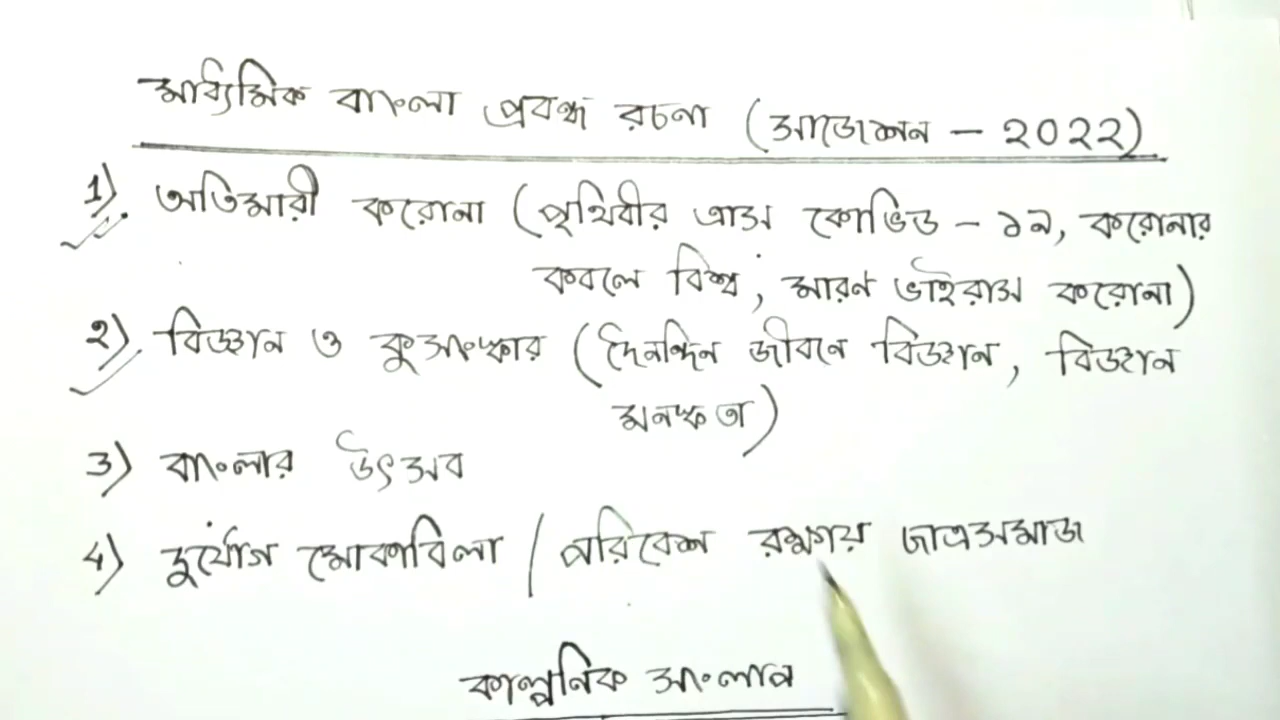 মাধ্যমিক বাংলা প্রবন্ধ রচনা (সাজেশন - ২০২২)
1) অতিমারী করোনা (পৃথিবীর ত্রাস কোভিড - ১৯, করোনার
কবলে বিশ্ব, মারণ ভাইরাস করোনা)
২) বিজ্ঞান ও কুসংস্কার (দৈনন্দিন জীবনে বিজ্ঞান, বিজ্ঞান
মনস্কতা)
3) বাংলার উৎসব
4) দুর্যোগ মোকাবিলা / পরিবেশ রক্ষায় ছাত্রসমাজ
কাল্পনিক সংলাপ